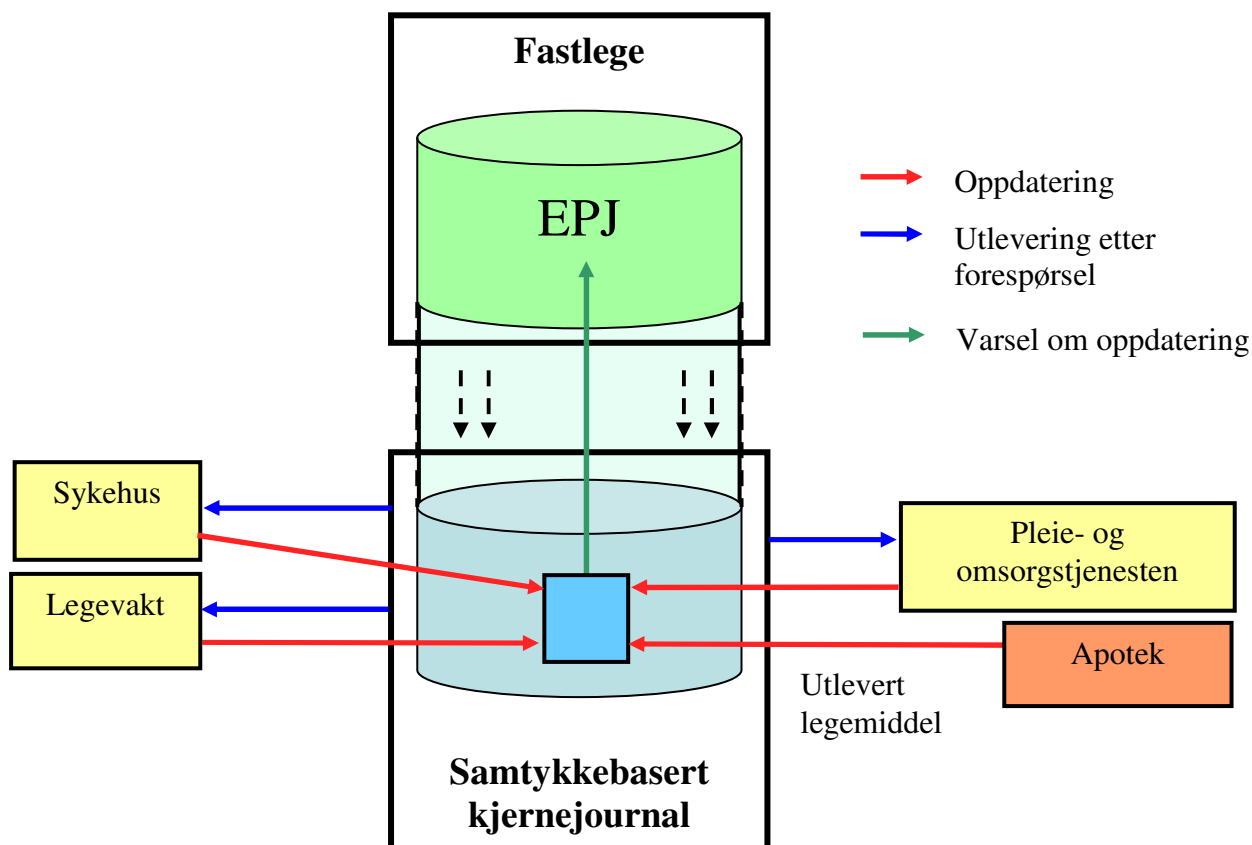 Fastlege
EPJ
Oppdatering
Utlevering etter
forespørsel
Varsel om oppdatering
Sykehus
Legevakt
Pleie- og
omsorgstjenesten
Apotek
Utlevert
legemiddel
Samtykkebasert
kjernejournal